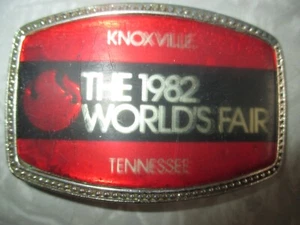 KNOXVILLE
THE 1982
WORLD'S FAIR
TENNESSEE